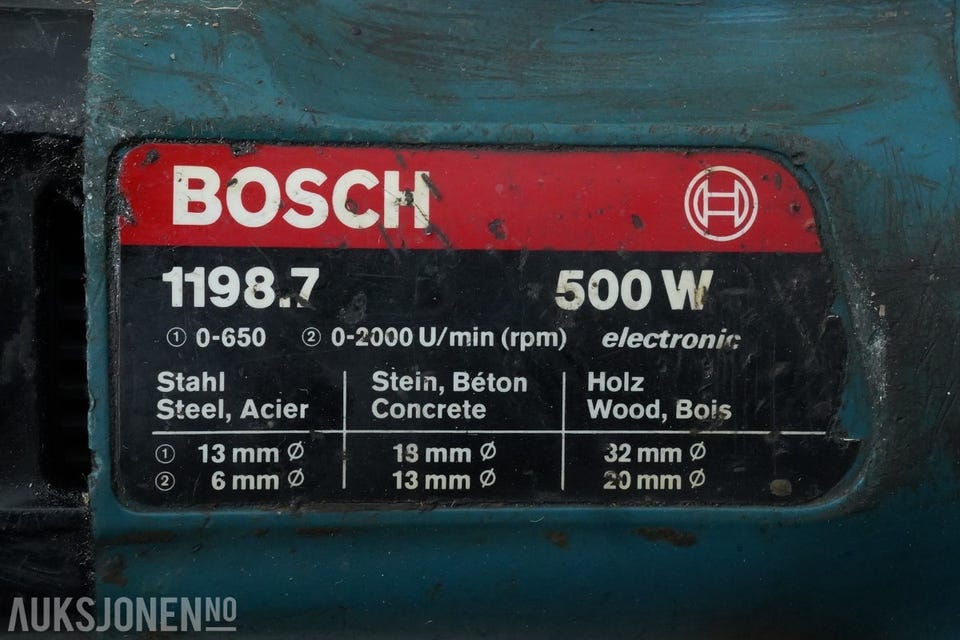 BOSCH
1198.7 500 W
① 0-650 ② 0-2000 U/min (rpm) electronic
Stahl Stein, Béton Holz
Steel, Acier Concrete Wood, Bois
① 13 mm Ø 18 mm Ø 32 mm Ø
② 6 mm Ø 13 mm Ø 20 mm Ø
AUKSJONEN NO